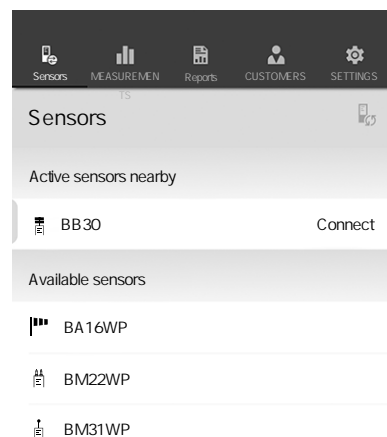 Sensors MEASUREMEN Reports CUSTOMERS SETTINGS
TS
Sensors
Active sensors nearby
BB30 Connect
Available sensors
BA16WP
BM22WP
BM31WP